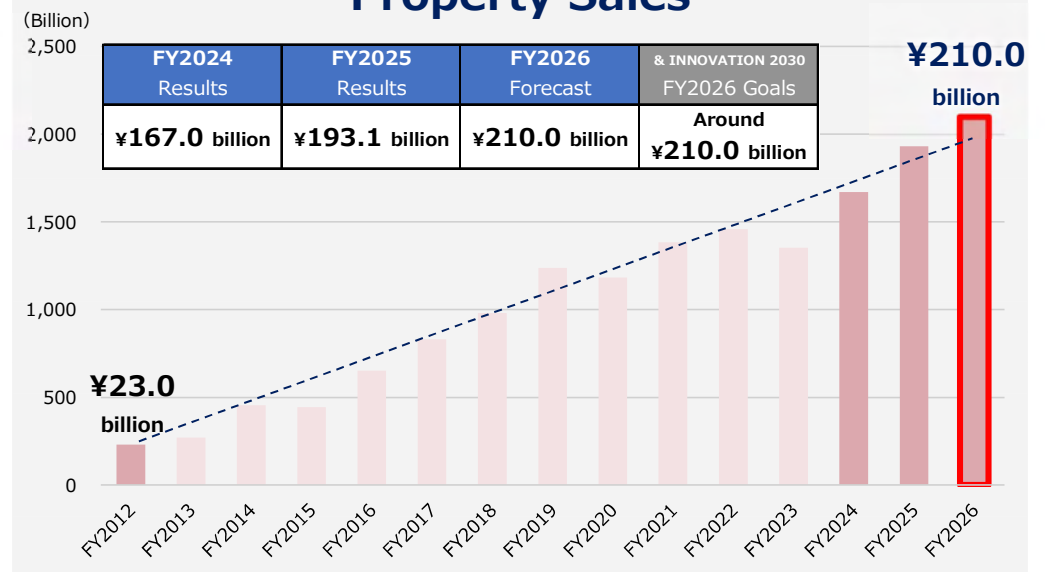 Property Sales
(Billion)
2,500
2,000
1,500
1,000
500
0
FY2024 FY2025 FY2026 & INNOVATION 2030
Results Results Forecast FY2026 Goals
¥167.0 billion ¥193.1 billion ¥210.0 billion Around
¥210.0 billion
¥210.0
billion
¥23.0
billion
FY2012 FY2013 FY2014 FY2015 FY2016 FY2017 FY2018 FY2019 FY2020 FY2021 FY2022 FY2023 FY2024 FY2025 FY2026